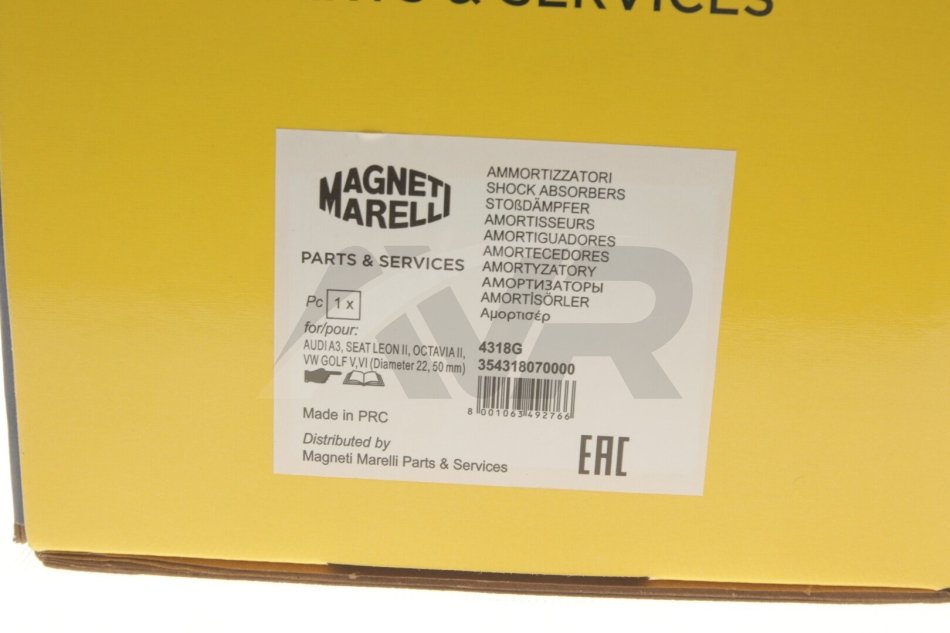 & SERVICES
MAGNETI
MARELLI
PARTS & SERVICES
Pc 1 x
for/pour:
AUDI A3, SEAT LEON II, OCTAVIA II,
VW GOLF V,VI (Diameter 22, 50 mm)
Made in PRC
Distributed by
Magneti Marelli Parts & Services
AMMORTIZZATORI
SHOCK ABSORBERS
STOßDÄMPFER
AMORTISSEURS
AMORTIGUADORES
AMORTECEDORES
AMORTYZATORY
АМОРТИЗАТОРЫ
AMORTİSÖRLER
Αμορτισέρ
4318G
354318070000
8 001063 492766
EAC
AVR